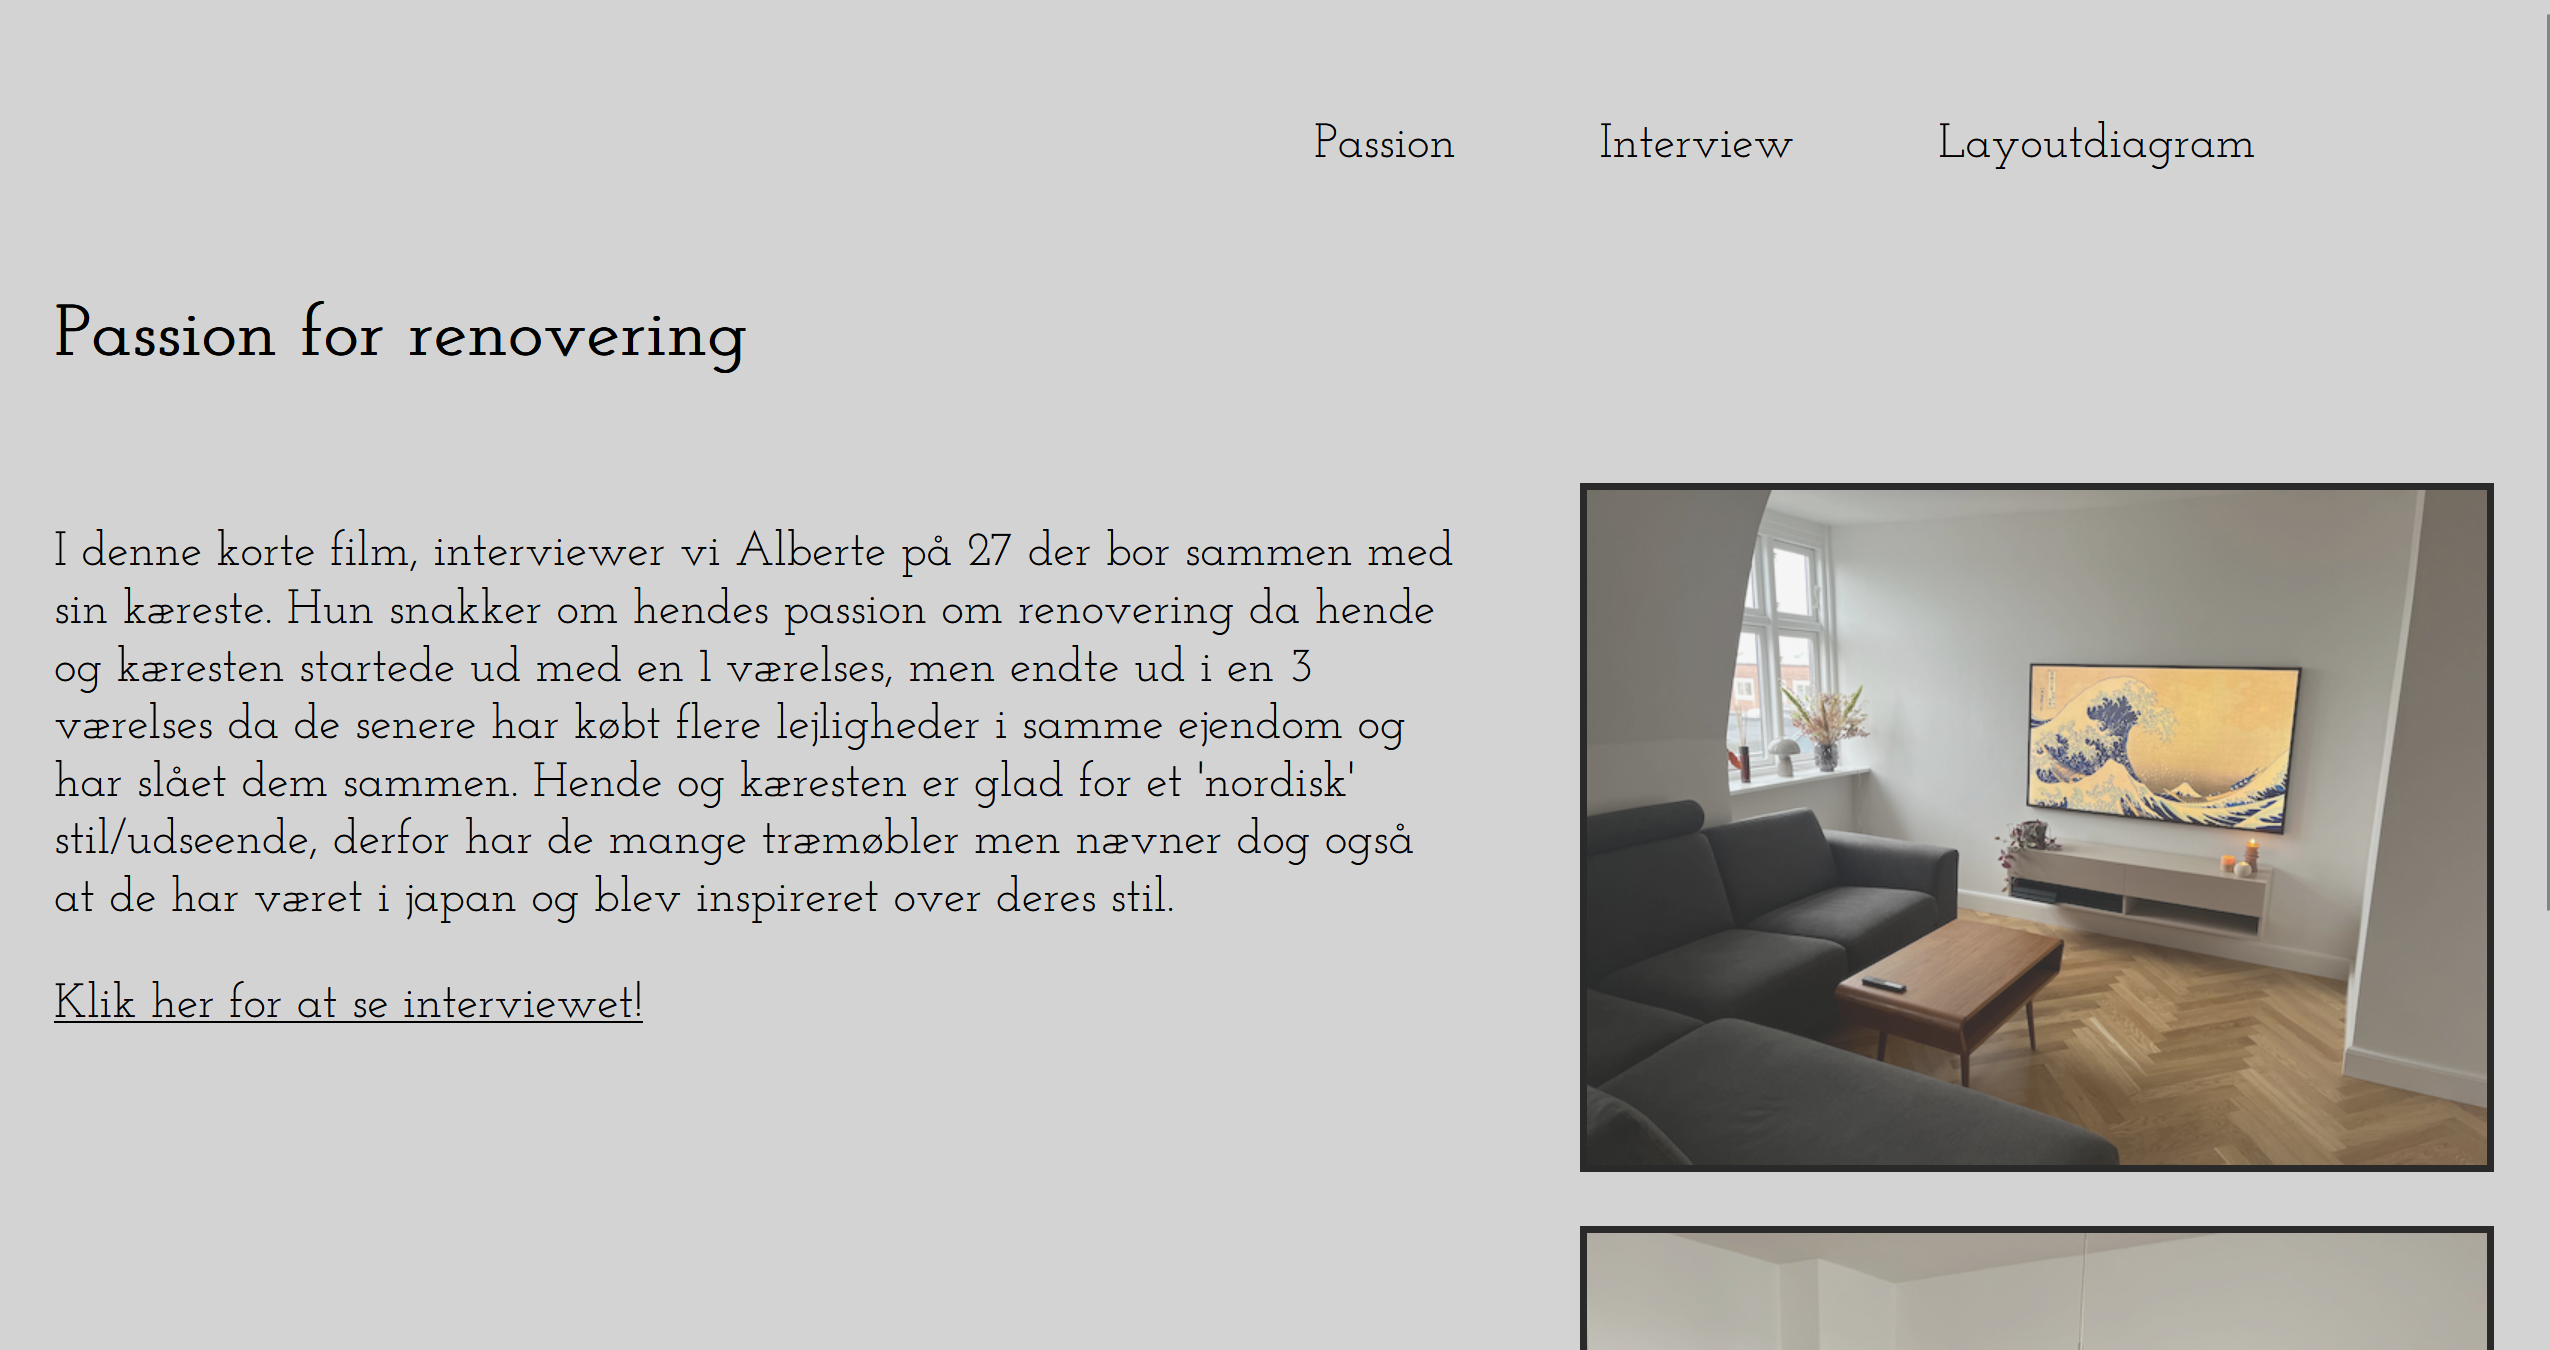 Passion Interview Layoutdiagram
Passion for renovering
I denne korte film, interviewer vi Alberte på 27 der bor sammen med
sin kæreste. Hun snakker om hendes passion om renovering da hende
og kæresten startede ud med en 1 værelses, men endte ud i en 3
værelses da de senere har købt flere lejligheder i samme ejendom og
har slået dem sammen. Hende og kæresten er glad for et 'nordisk'
stil/udseende, derfor har de mange træmøbler men nævner dog også
at de har været i japan og blev inspireret over deres stil.
Klik her for at se interviewet!